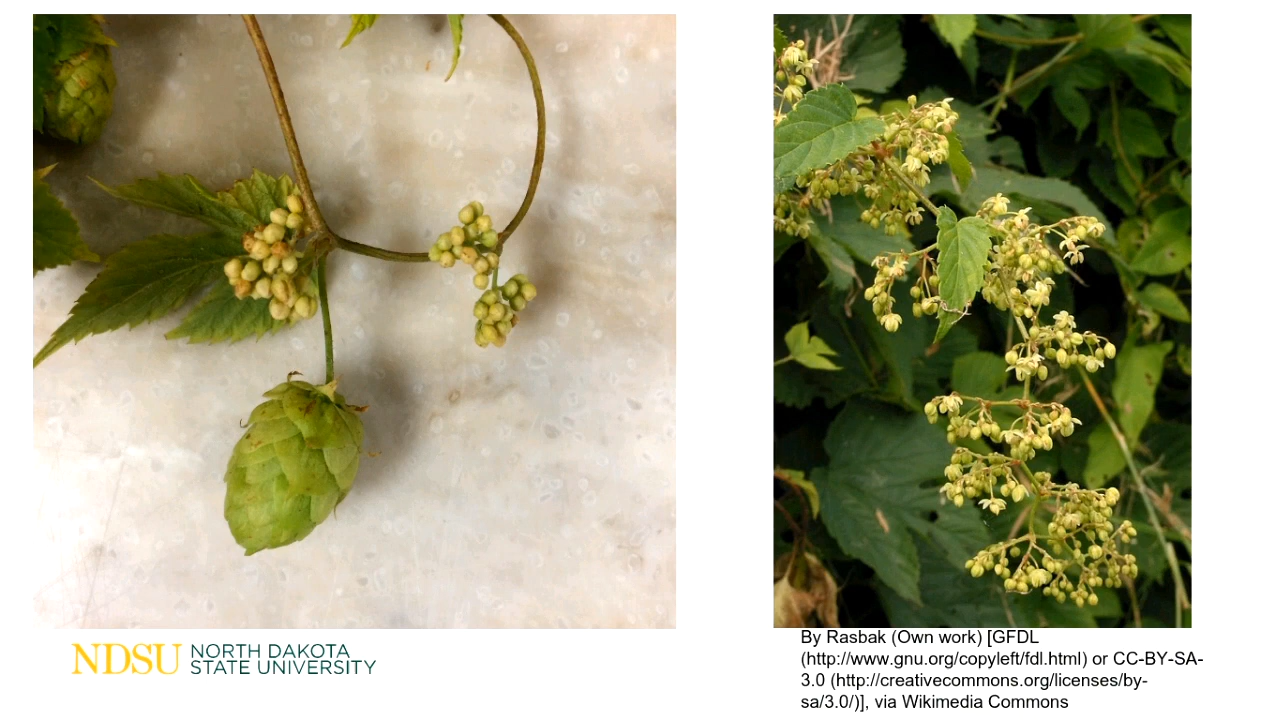 NDSU NORTH DAKOTA
STATE UNIVERSITY
By Rasbak (Own work) [GFDL
(http://www.gnu.org/copyleft/fdl.html) or CC-BY-SA-
3.0 (http://creativecommons.org/licenses/by-
sa/3.0/)], via Wikimedia Commons